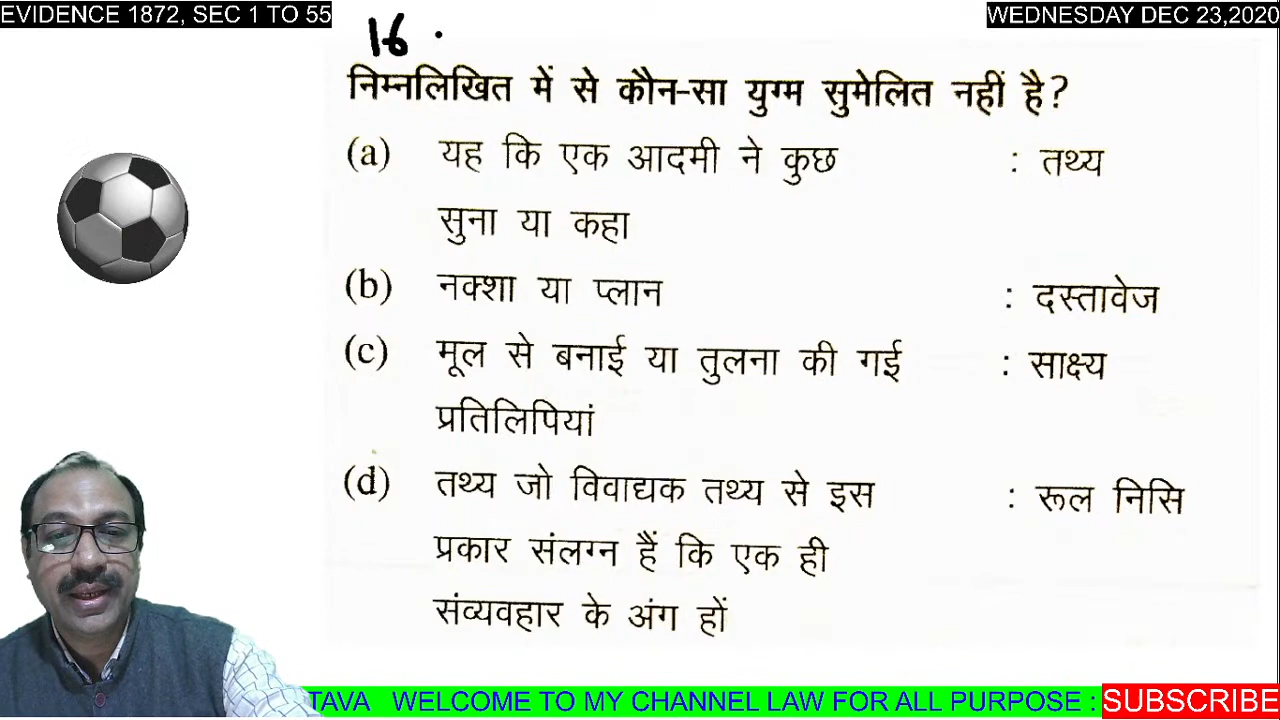 EVIDENCE 1872, SEC 1 TO 55
WEDNESDAY DEC 23,2020
16.
निम्नलिखित में से कौन-सा युग्म सुमेलित नहीं है?
(a) यह कि एक आदमी ने कुछ : तथ्य
सुना या कहा
(b) नक्शा या प्लान : दस्तावेज
(c) मूल से बनाई या तुलना की गई : साक्ष्य
प्रतिलिपियां
(d) तथ्य जो विवाद्यक तथ्य से इस : रूल निसि
प्रकार संलग्न हैं कि एक ही
संव्यवहार के अंग हों
TAVA WELCOME TO MY CHANNEL LAW FOR ALL PURPOSE : SUBSCRIBE